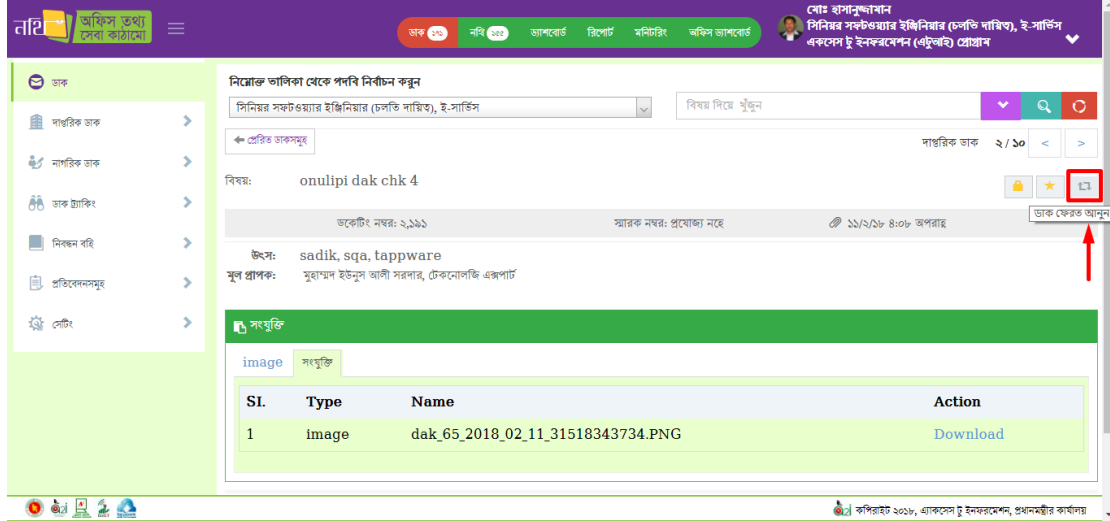 নথি অফিস তথ্য
সেবা কাঠামো
ডাক ১৭১ নথি ১৫৫ ড্যাশবোর্ড রিপোর্ট মনিটরিং অফিস ড্যাশবোর্ড
মোঃ হাসানুজ্জামান
সিনিয়র সফটওয়্যার ইঞ্জিনিয়ার (চলতি দায়িত্ব), ই-সার্ভিস
একসেস টু ইনফরমেশন (এটুআই) প্রোগ্রাম
ডাক
দাপ্তরিক ডাক
নাগরিক ডাক
ডাক ট্র্যাকিং
নিবন্ধন বহি
প্রতিবেদনসমূহ
সেটিং
নিম্নোক্ত তালিকা থেকে পদবি নির্বাচন করুন
সিনিয়র সফটওয়্যার ইঞ্জিনিয়ার (চলতি দায়িত্ব), ই-সার্ভিস
বিষয় দিয়ে খুঁজুন
প্রেরিত ডাকসমূহ
দাপ্তরিক ডাক ২ / ১০ < >
বিষয়: onulipi dak chk 4
ডাক ফেরত আনুন
ডকেটিং নম্বর: ২,১৯১ স্মারক নম্বর: প্রযোজ্য নহে ১১/২/১৮ ৪:০৮ অপরাহ্ণ
উৎস: sadik, sqa, tappware
মূল প্রাপক: মুহাম্মদ ইউনুস আলী সরদার, টেকনোলজি এক্সপার্ট
সংযুক্তি
image সংযুক্তি
SI. Type Name Action
1 image dak_65_2018_02_11_31518343734.PNG Download
কপিরাইট ২০১৮, এ্যাকসেস টু ইনফরমেশন, প্রধানমন্ত্রীর কার্যালয়